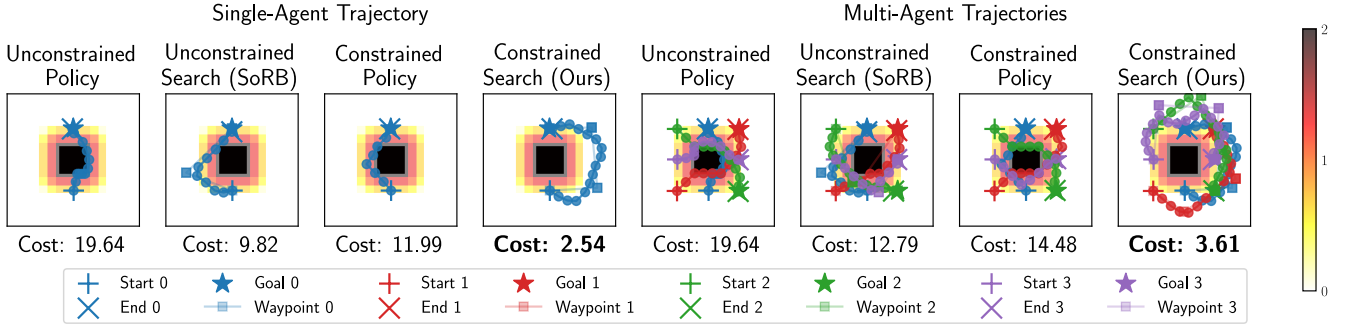 Single-Agent Trajectory
Multi-Agent Trajectories
Unconstrained
Policy
Unconstrained
Search (SoRB)
Constrained
Policy
Constrained
Search (Ours)
Unconstrained
Policy
Unconstrained
Search (SoRB)
Constrained
Policy
Constrained
Search (Ours)
2
1
0
Cost: 19.64
Cost: 9.82
Cost: 11.99
Cost: 2.54
Cost: 19.64
Cost: 12.79
Cost: 14.48
Cost: 3.61
Start 0
Goal 0
Start 1
Goal 1
Start 2
Goal 2
Start 3
Goal 3
End 0
Waypoint 0
End 1
Waypoint 1
End 2
Waypoint 2
End 3
Waypoint 3